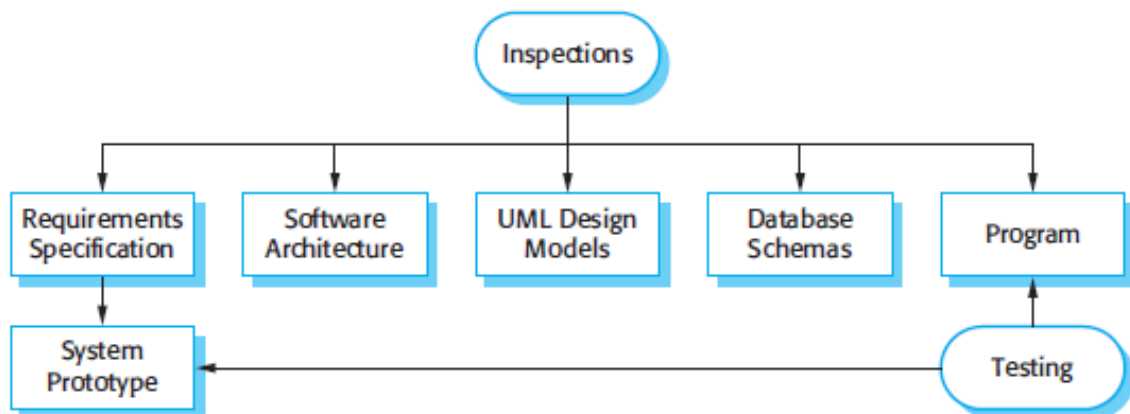 Inspections
Requirements
Specification
Software
Architecture
UML Design
Models
Database
Schemas
Program
System
Prototype
Testing